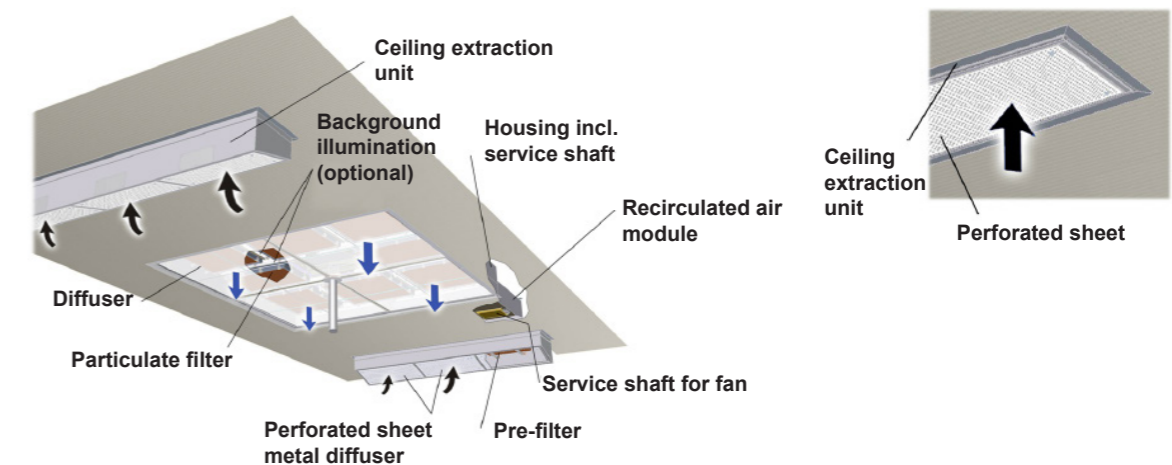 Ceiling extraction
unit
Background
illumination
(optional)
Housing incl.
service shaft
Recirculated air
module
Diffuser
Particulate filter
Service shaft for fan
Perforated sheet
metal diffuser
Pre-filter
Ceiling
extraction
unit
Perforated sheet